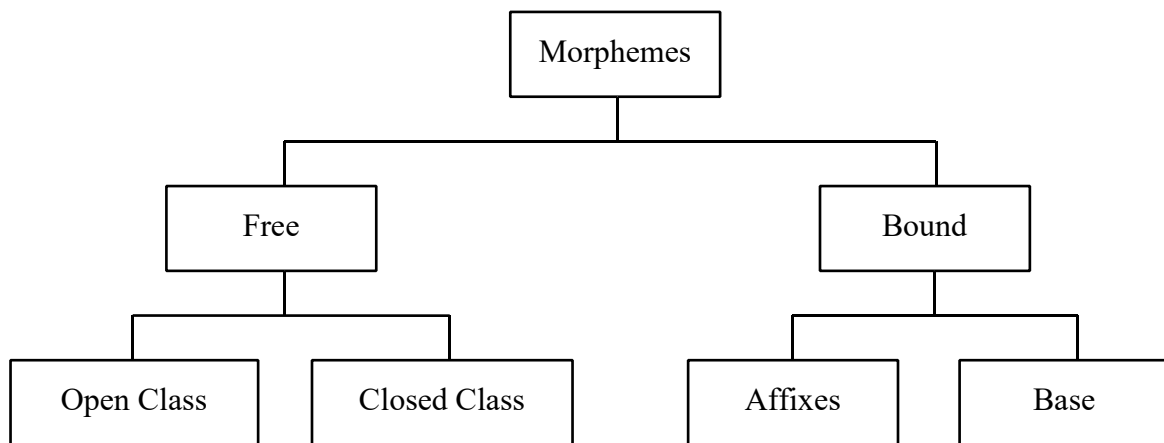 Morphemes
Free
Bound
Open Class
Closed Class
Affixes
Base